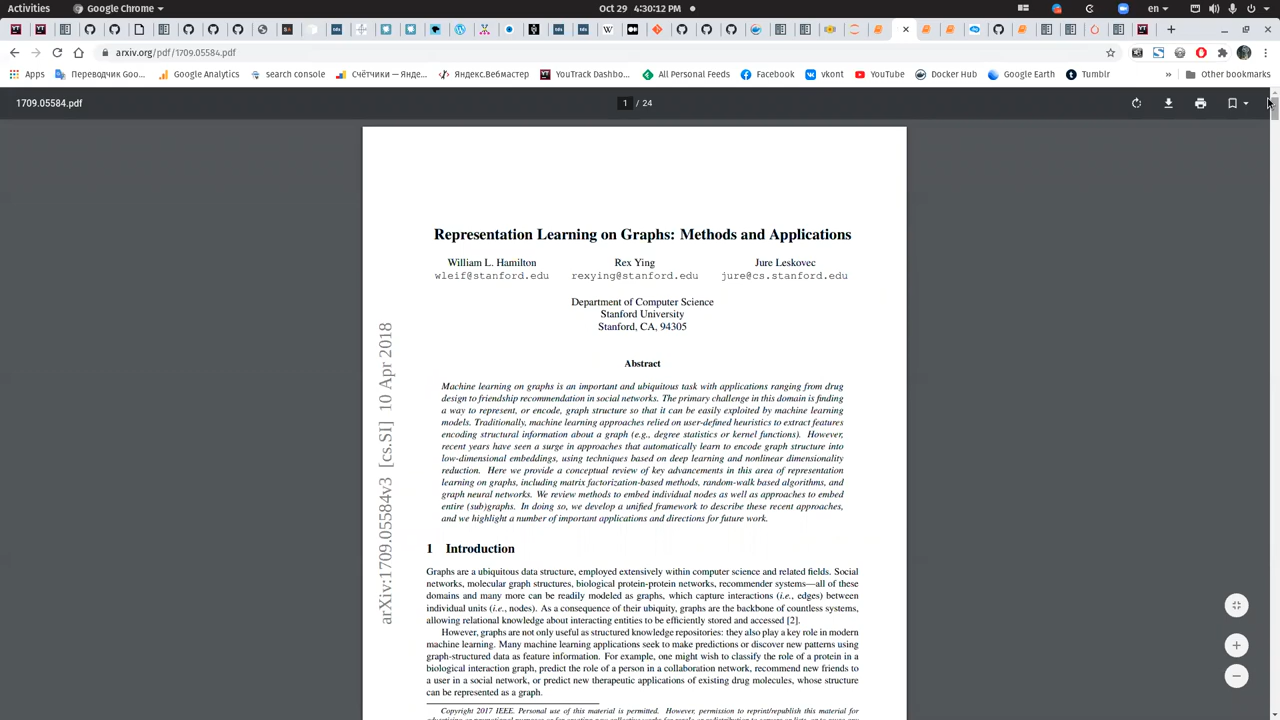 Activities
Google Chrome
Oct 29 4:30:12 PM
en
arxiv.org/pdf/1709.05584.pdf
Apps
Переводчик Goo...
Google Analytics
search console
Счётчики — Янде...
Яндекс.Вебмастер
YouTrack Dashbo...
All Personal Feeds
Facebook
vkont
YouTube
Docker Hub
Google Earth
Tumblr
»
Other bookmarks
1709.05584.pdf
1 / 24
Representation Learning on Graphs: Methods and Applications
William L. Hamilton
wleif@stanford.edu
Rex Ying
rexying@stanford.edu
Jure Leskovec
jure@cs.stanford.edu
Department of Computer Science
Stanford University
Stanford, CA, 94305
arXiv:1709.05584v3 [cs.SI] 10 Apr 2018
Abstract
Machine learning on graphs is an important and ubiquitous task with applications ranging from drug
design to friendship recommendation in social networks. The primary challenge in this domain is finding
a way to represent, or encode, graph structure so that it can be easily exploited by machine learning
models. Traditionally, machine learning approaches relied on user-defined heuristics to extract features
encoding structural information about a graph (e.g., degree statistics or kernel functions). However,
recent years have seen a surge in approaches that automatically learn to encode graph structure into
low-dimensional embeddings, using techniques based on deep learning and nonlinear dimensionality
reduction. Here we provide a conceptual review of key advancements in this area of representation
learning on graphs, including matrix factorization-based methods, random-walk based algorithms, and
graph neural networks. We review methods to embed individual nodes as well as approaches to embed
entire (sub)graphs. In doing so, we develop a unified framework to describe these recent approaches,
and we highlight a number of important applications and directions for future work.
1 Introduction
Graphs are a ubiquitous data structure, employed extensively within computer science and related fields. Social
networks, molecular graph structures, biological protein-protein networks, recommender systems—all of these
domains and many more can be readily modeled as graphs, which capture interactions (i.e., edges) between
individual units (i.e., nodes). As a consequence of their ubiquity, graphs are the backbone of countless systems,
allowing relational knowledge about interacting entities to be efficiently stored and accessed [2].
However, graphs are not only useful as structured knowledge repositories: they also play a key role in modern
machine learning. Many machine learning applications seek to make predictions or discover new patterns using
graph-structured data as feature information. For example, one might wish to classify the role of a protein in a
biological interaction graph, predict the role of a person in a collaboration network, recommend new friends to
a user in a social network, or predict new therapeutic applications of existing drug molecules, whose structure
can be represented as a graph.
Copyright 2017 IEEE. Personal use of this material is permitted. However, permission to reprint/republish this material for